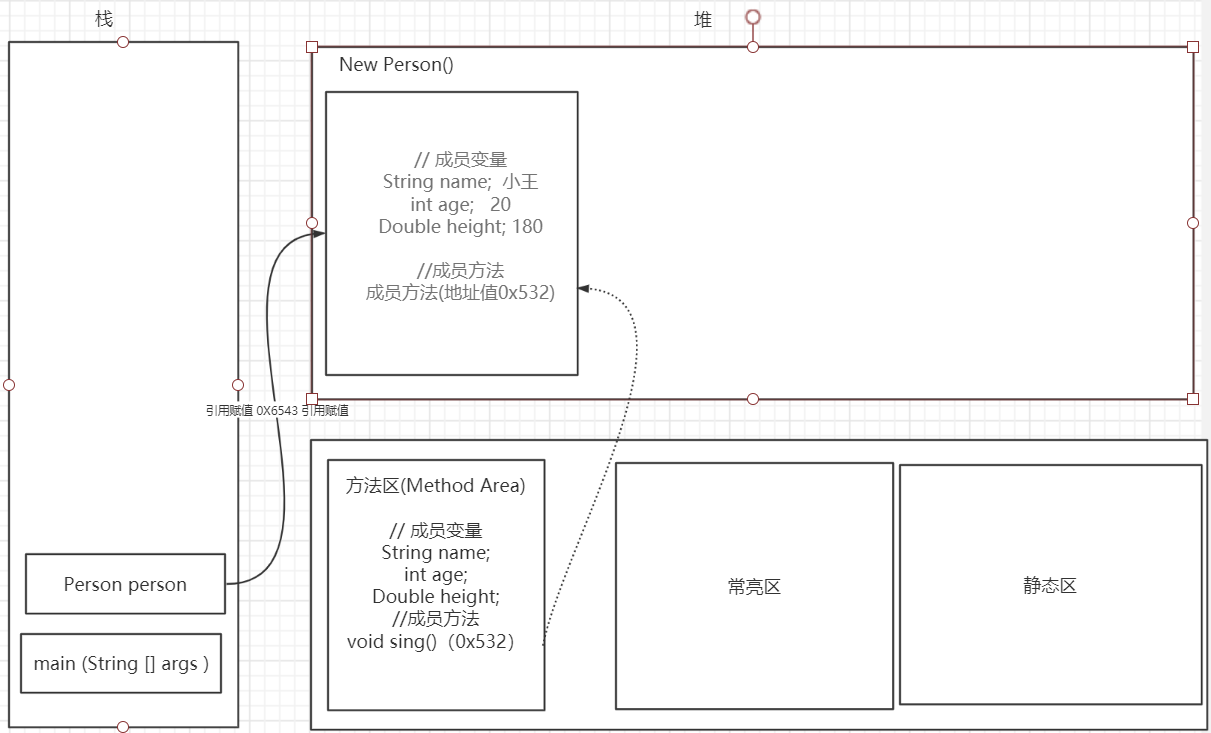 栈
堆
New Person()
// 成员变量
String name;  小王
int age;   20
Double height; 180
//成员方法
成员方法(地址值0x532)
引用赋值 0X6543 引用赋值
Person person
main (String [] args )
方法区(Method Area)
// 成员变量
String name;
int age;
Double height;
//成员方法
void sing()（0x532）
常亮区
静态区